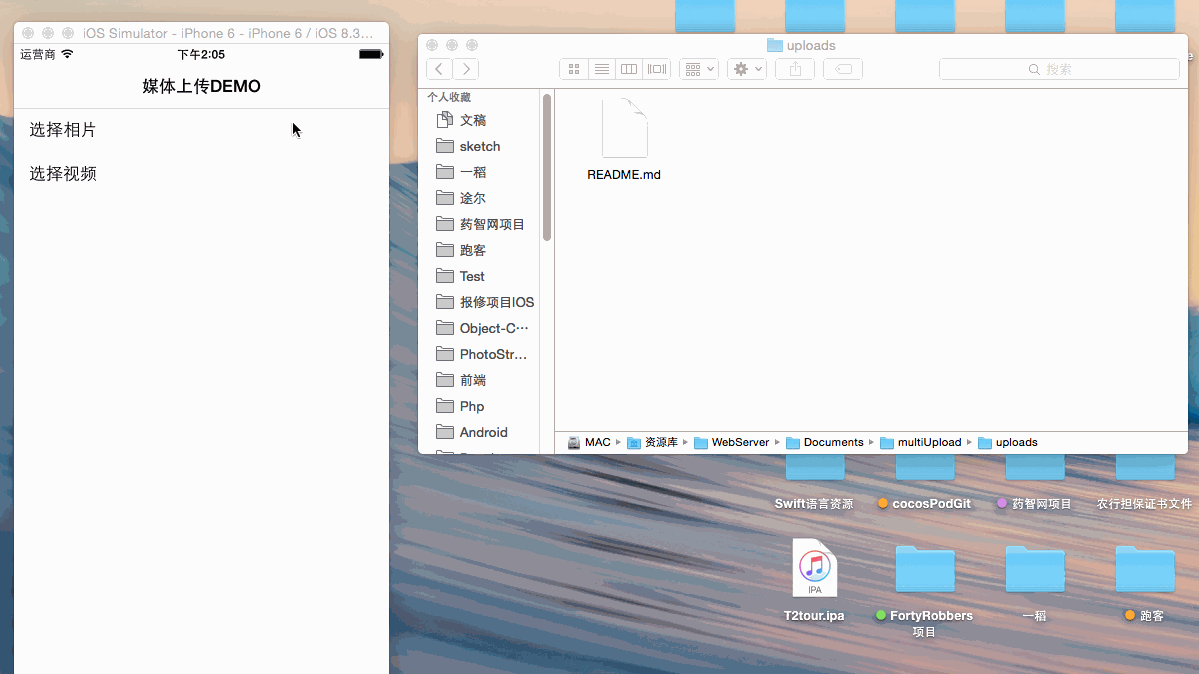 iOS Simulator - iPhone 6 - iPhone 6 / iOS 8.3...
运营商
下午2:05
媒体上传DEMO
选择相片
选择视频
uploads
搜索
个人收藏
文稿
sketch
一稻
途尔
药智网项目
跑客
Test
报修项目IOS
Object-C···
PhotoStr...
前端
Php
Android
README.md
MAC
资源库
WebServer
Documents
multiUpload
uploads
Swift语言资源
cocosPodGit
药智网项目
农行担保证书文件
IPA
T2tour.ipa
FortyRobbers
项目
一稻
跑客